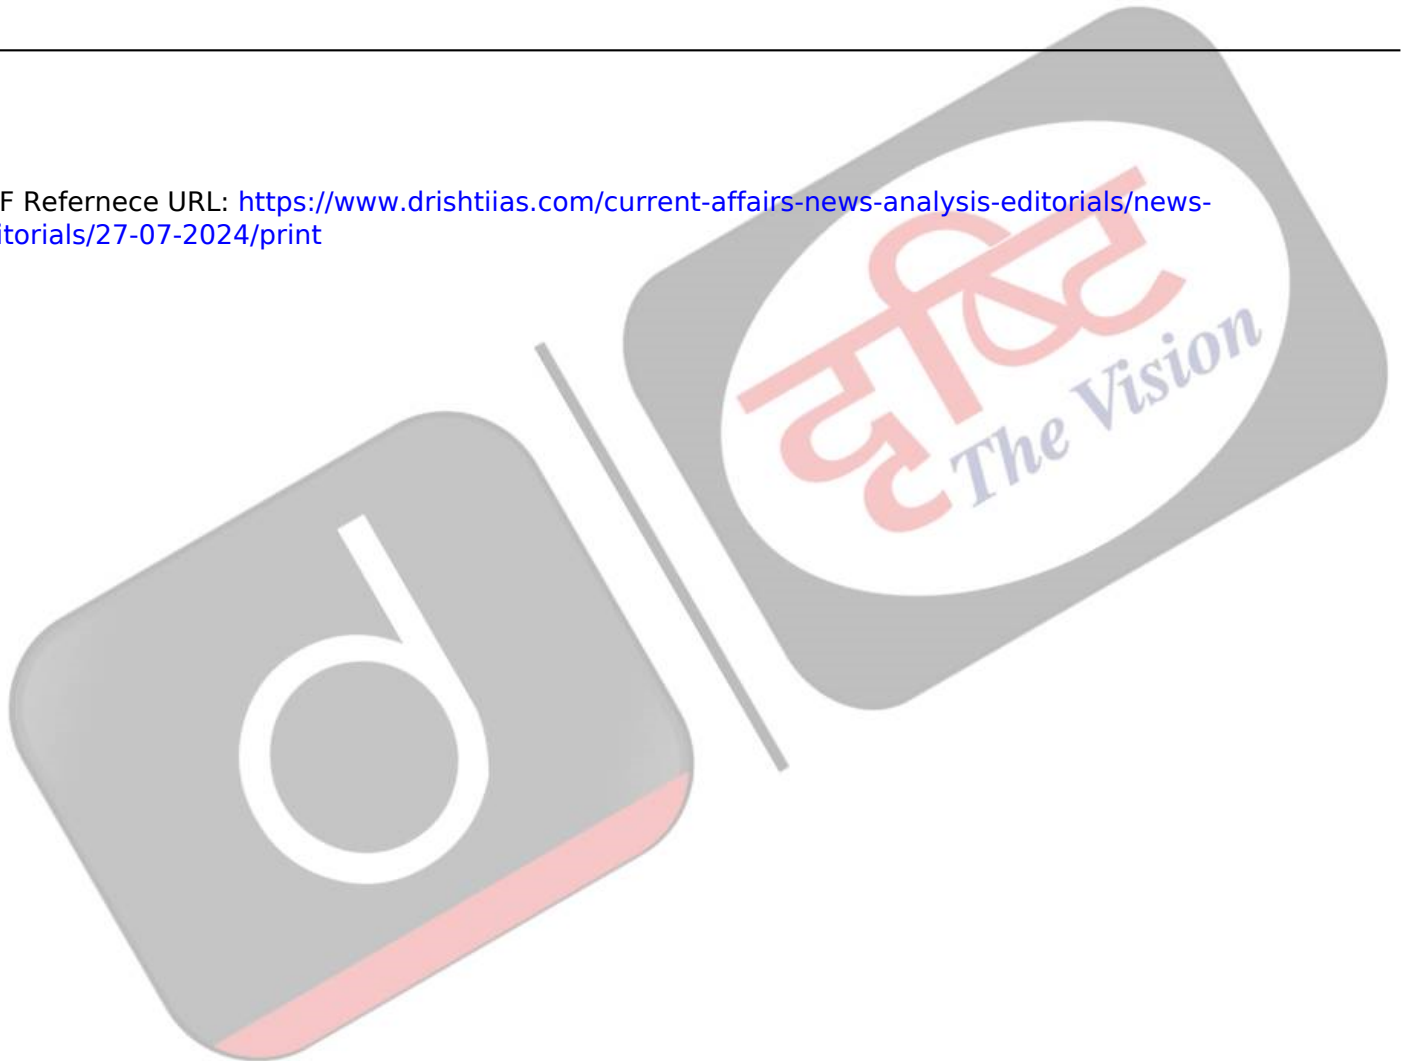 F Refernece URL: https://www.drishtiias.com/current-affairs-news-analysis-editorials/news-
itorials/27-07-2024/print
दृष्टि
The Vision
d